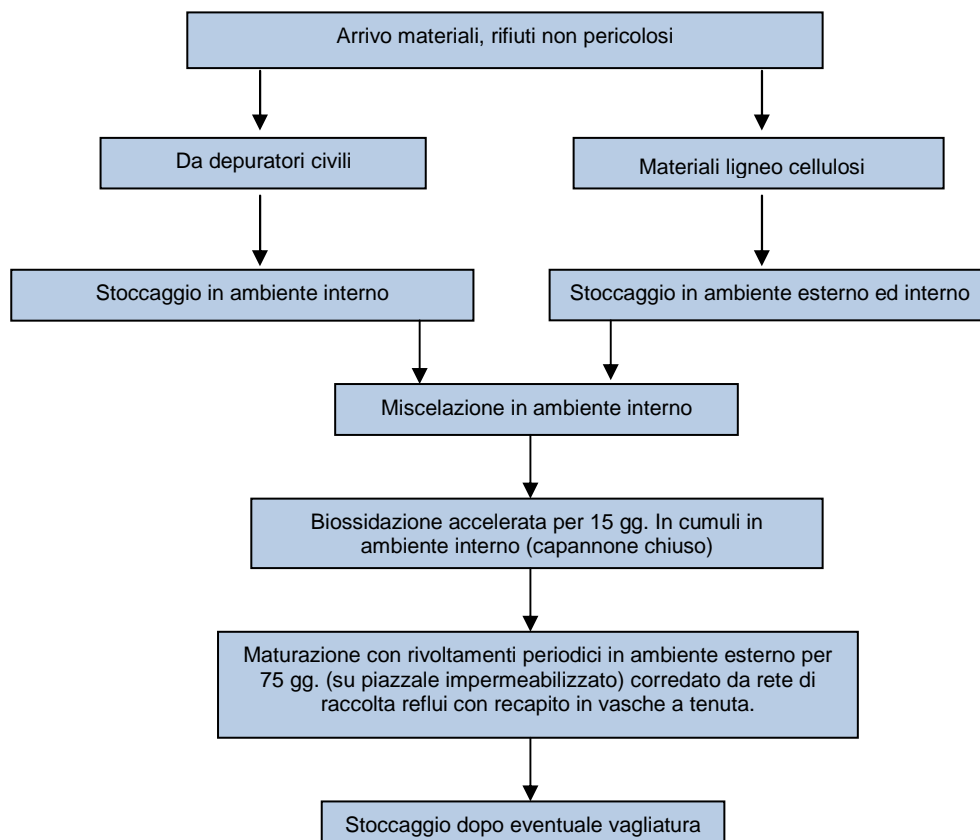 Arrivo materiali, rifiuti non pericolosi
Da depuratori civili
Materiali ligneo cellulosi
Stoccaggio in ambiente interno
Stoccaggio in ambiente esterno ed interno
Miscelazione in ambiente interno
Biossidazione accelerata per 15 gg. In cumuli in
ambiente interno (capannone chiuso)
Maturazione con rivoltamenti periodici in ambiente esterno per
75 gg. (su piazzale impermeabilizzato) corredato da rete di
raccolta reflui con recapito in vasche a tenuta.
Stoccaggio dopo eventuale vagliatura